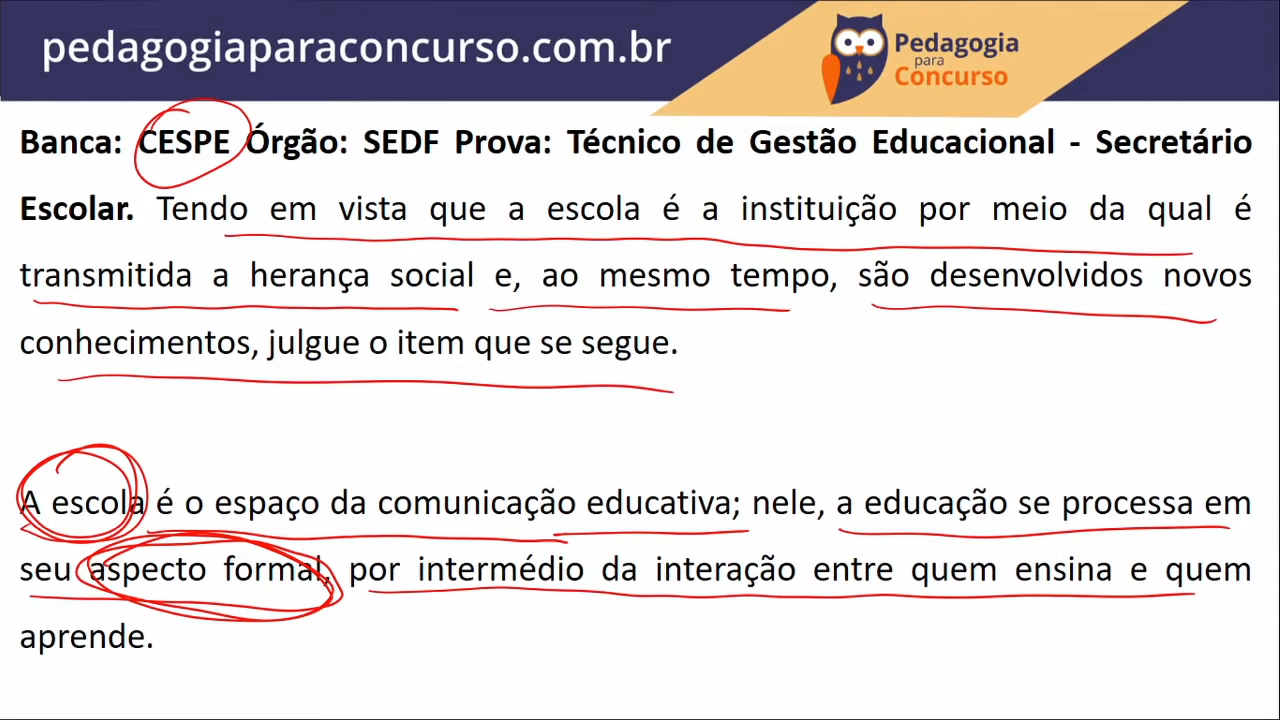 pedagogiaparaconcurso.com.br
Pedagogia
para
Concurso
Banca: CESPE Órgão: SEDF Prova: Técnico de Gestão Educacional - Secretário
Escolar. Tendo em vista que a escola é a instituição por meio da qual é
transmitida a herança social e, ao mesmo tempo, são desenvolvidos novos
conhecimentos, julgue o item que se segue.
A escola é o espaço da comunicação educativa; nele, a educação se processa em
seu aspecto formal, por intermédio da interação entre quem ensina e quem
aprende.